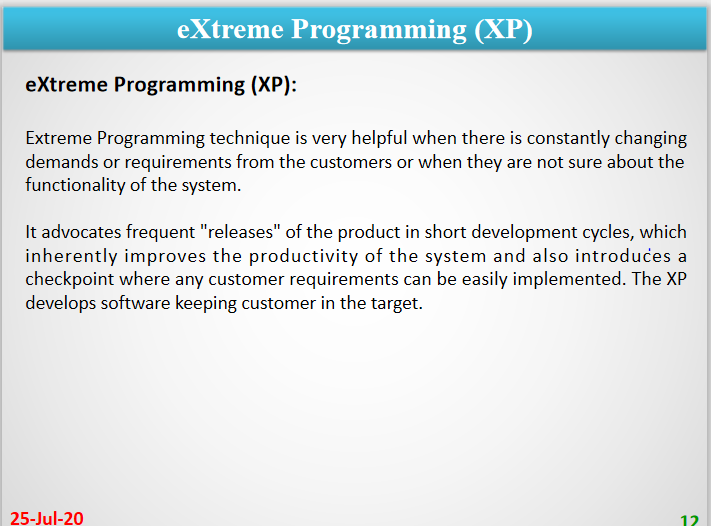 eXtreme Programming (XP)
eXtreme Programming (XP):
Extreme Programming technique is very helpful when there is constantly changing
demands or requirements from the customers or when they are not sure about the
functionality of the system.
It advocates frequent "releases" of the product in short development cycles, which
inherently improves the productivity of the system and also introduces a
checkpoint where any customer requirements can be easily implemented. The XP
develops software keeping customer in the target.
25-Jul-20
12